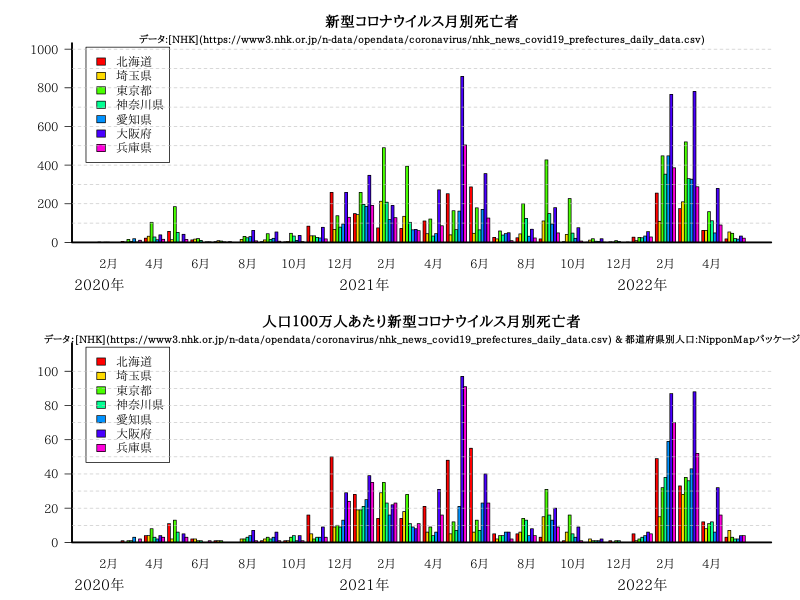 新型コロナウイルス月別死亡者
データ:[NHK](https://www3.nhk.or.jp/n-data/opendata/coronavirus/nhk_news_covid19_prefectures_daily_data.csv)
1000
800
600
400
200
0
北海道
埼玉県
東京都
神奈川県
愛知県
大阪府
兵庫県
2月 4月 6月 8月 10月 12月 2月 4月 6月 8月 10月 12月 2月 4月
2020年 2021年 2022年
人口100万人あたり新型コロナウイルス月別死亡者
データ:[NHK](https://www3.nhk.or.jp/n-data/opendata/coronavirus/nhk_news_covid19_prefectures_daily_data.csv) & 都道府県別人口:NipponMapパッケージ
100
80
60
40
20
0
北海道
埼玉県
東京都
神奈川県
愛知県
大阪府
兵庫県
2月 4月 6月 8月 10月 12月 2月 4月 6月 8月 10月 12月 2月 4月
2020年 2021年 2022年